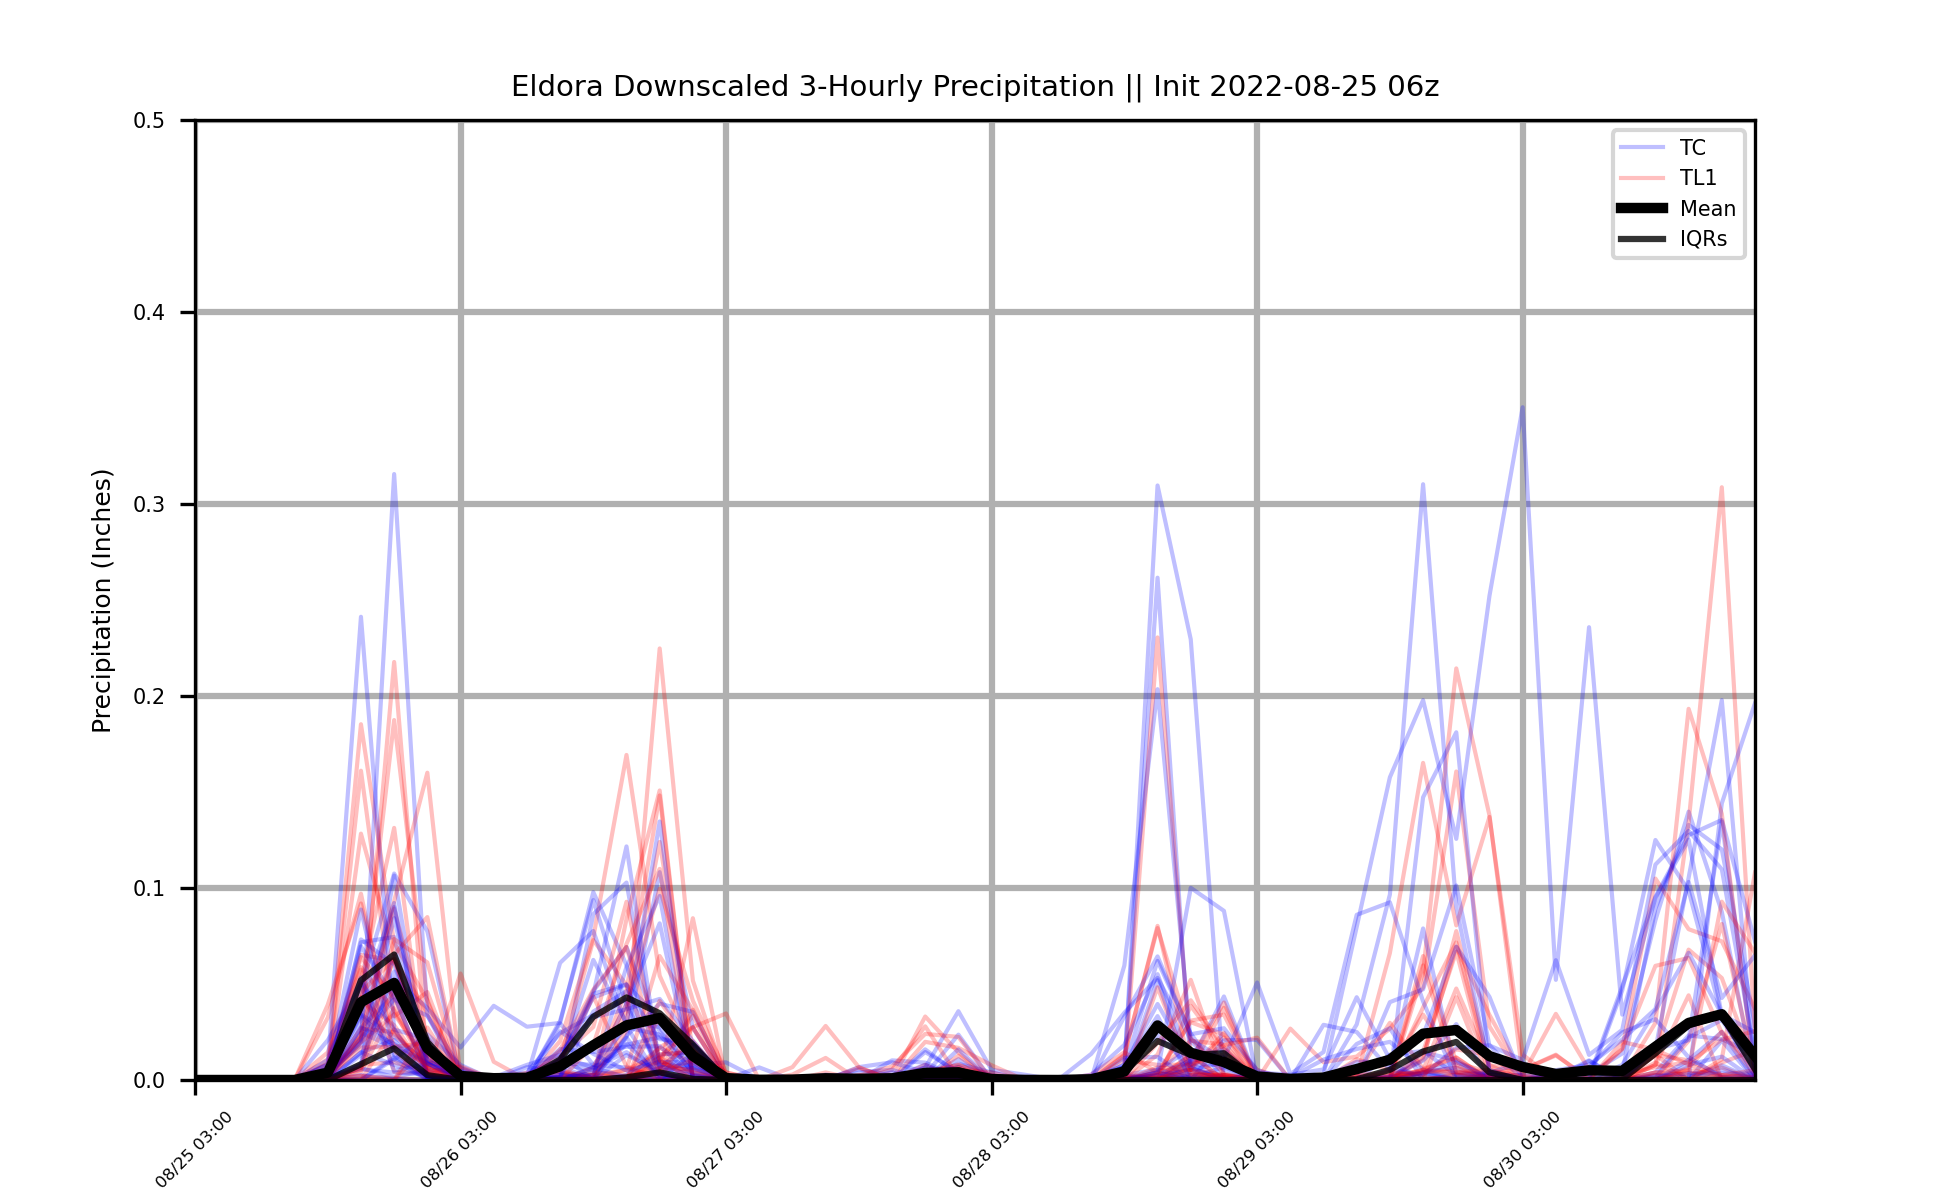 Eldora Downscaled 3-Hourly Precipitation || Init 2022-08-25 06z
Precipitation (Inches)
0.5
0.4
0.3
0.2
0.1
0.0
TC
TL1
Mean
IQRs
08/25 03:00
08/26 03:00
08/27 03:00
08/28 03:00
08/29 03:00
08/30 03:00